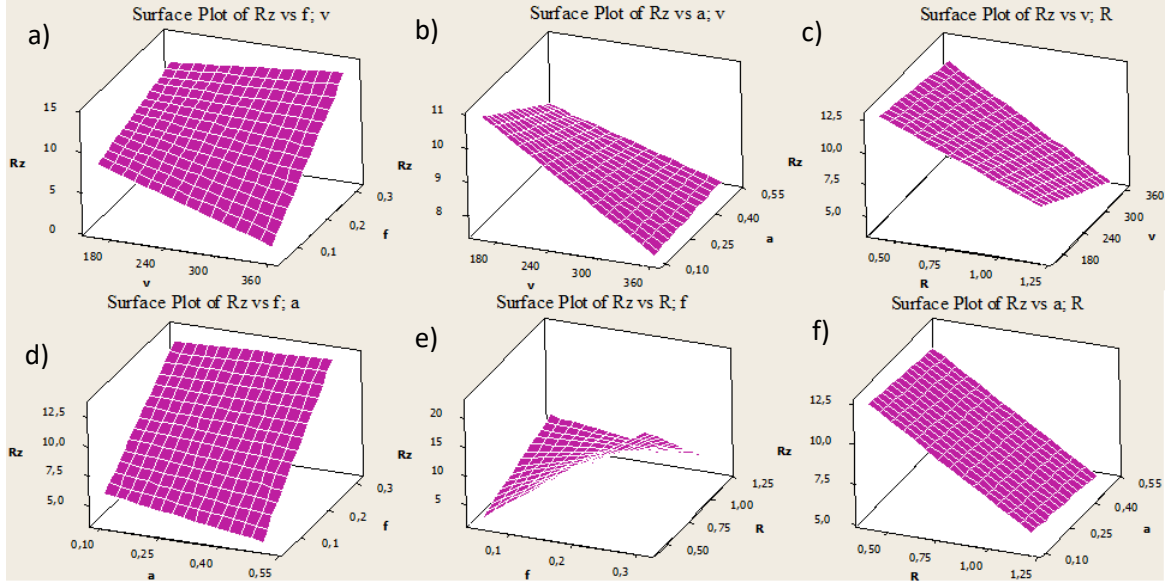 a)
Surface Plot of Rz vs f; v
15
10
5
0
Rz
180
240
300
360
v
0,1
0,2
0,3
f
b)
Surface Plot of Rz vs a; v
11
10
9
8
Rz
180
240
300
360
v
0,10
0,25
0,40
0,55
a
c)
Surface Plot of Rz vs v; R
12,5
10,0
7,5
5,0
Rz
0,50
0,75
1,00
1,25
R
180
240
300
360
v
d)
Surface Plot of Rz vs f; a
12,5
10,0
7,5
5,0
Rz
0,10
0,25
0,40
0,55
a
0,1
0,2
0,3
f
e)
Surface Plot of Rz vs R; f
20
15
10
5
Rz
0,1
0,2
0,3
f
0,50
0,75
1,00
1,25
R
f)
Surface Plot of Rz vs a; R
12,5
10,0
7,5
5,0
Rz
0,50
0,75
1,00
1,25
R
0,10
0,25
0,40
0,55
a